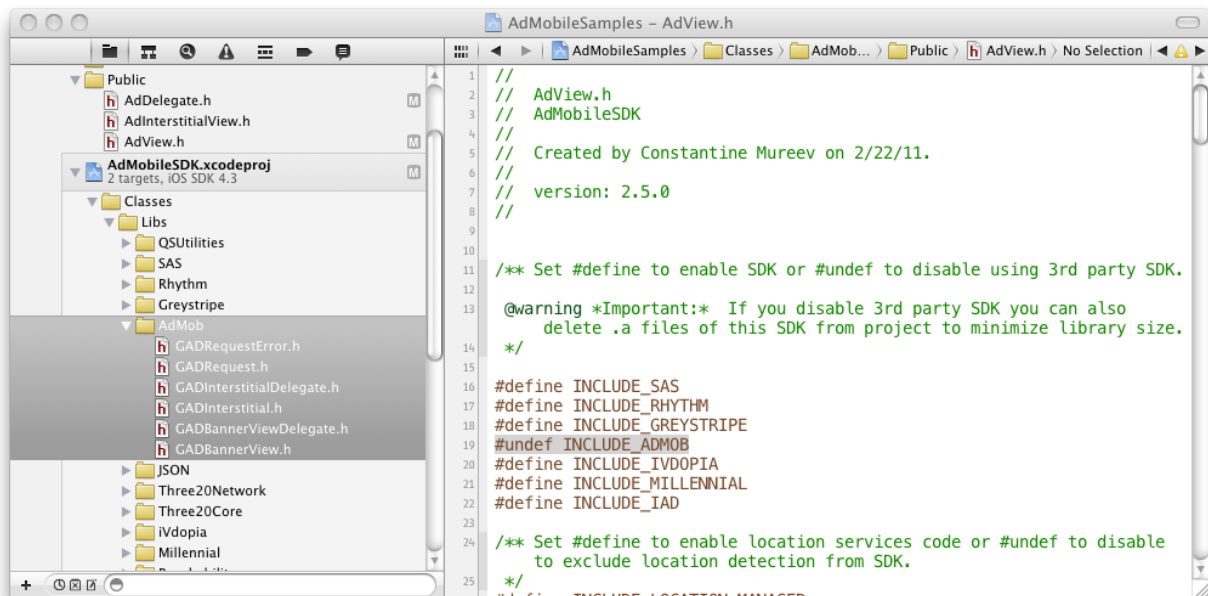 AdMobileSamples – AdView.h
AdMobileSamples
Classes
AdMob...
Public
AdView.h
No Selection
Public
AdDelegate.h
M
AdInterstitialView.h
AdView.h
M
AdMobileSDK.xcodeproj
M
2 targets, iOS SDK 4.3
Classes
Libs
QSUtilities
SAS
Rhythm
Greystripe
AdMob
GADRequestError.h
GADRequest.h
GADInterstitialDelegate.h
GADInterstitial.h
GADBannerViewDelegate.h
GADBannerView.h
JSON
Three20Network
Three20Core
iVdopia
Millennial
1 //
2 // AdView.h
3 // AdMobileSDK
4 //
5 // Created by Constantine Mureev on 2/22/11.
6 //
7 // version: 2.5.0
8 //
9
10
11 /** Set #define to enable SDK or #undef to disable using 3rd party SDK.
12
13 @warning *Important:* If you disable 3rd party SDK you can also
delete .a files of this SDK from project to minimize library size.
14 */
15
16 #define INCLUDE_SAS
17 #define INCLUDE_RHYTHM
18 #define INCLUDE_GREYSTRIPE
19 #undef INCLUDE_ADMOB
20 #define INCLUDE_IVDOPIA
21 #define INCLUDE_MILLENNIAL
22 #define INCLUDE_IAD
23
24 /** Set #define to enable location services code or #undef to disable
to exclude location detection from SDK.
25 */